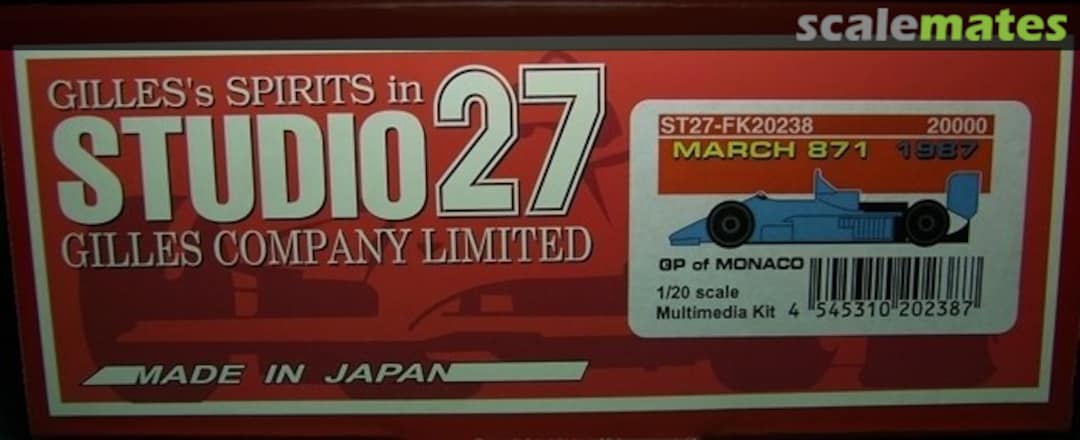 scalemates
GILLES's SPIRITS in
STUDIO27
GILLES COMPANY LIMITED
MADE IN JAPAN
ST27-FK20238 20000
MARCH 871 1987
GP of MONACO
1/20 scale
Multimedia Kit 4 545310 202387